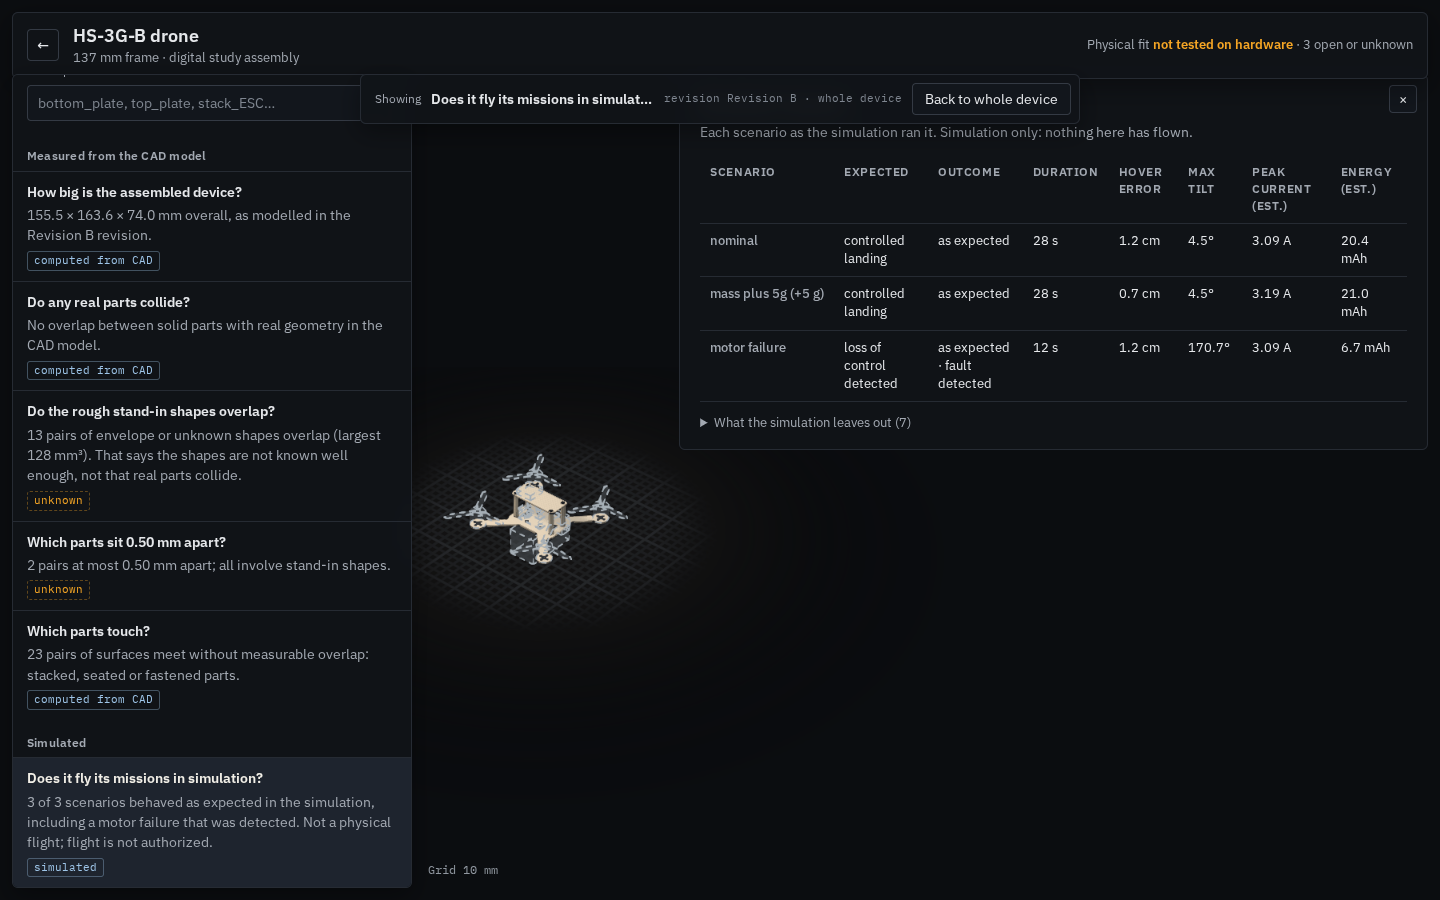 ←
HS-3G-B drone
137 mm frame · digital study assembly
Physical fit not tested on hardware · 3 open or unknown
bottom_plate, top_plate, stack_ESC…
Showing Does it fly its missions in simulat… revision Revision B · whole device Back to whole device
×
Measured from the CAD model
How big is the assembled device?
155.5 × 163.6 × 74.0 mm overall, as modelled in the
Revision B revision.
computed from CAD
Do any real parts collide?
No overlap between solid parts with real geometry in the
CAD model.
computed from CAD
Do the rough stand-in shapes overlap?
13 pairs of envelope or unknown shapes overlap (largest
128 mm³). That says the shapes are not known well
enough, not that real parts collide.
unknown
Which parts sit 0.50 mm apart?
2 pairs at most 0.50 mm apart; all involve stand-in shapes.
unknown
Which parts touch?
23 pairs of surfaces meet without measurable overlap:
stacked, seated or fastened parts.
computed from CAD
Simulated
Does it fly its missions in simulation?
3 of 3 scenarios behaved as expected in the simulation,
including a motor failure that was detected. Not a physical
flight; flight is not authorized.
simulated
Each scenario as the simulation ran it. Simulation only: nothing here has flown.
SCENARIO EXPECTED OUTCOME DURATION HOVER MAX PEAK ENERGY
ERROR TILT CURRENT (EST.)
(EST.)
nominal controlled as expected 28 s 1.2 cm 4.5° 3.09 A 20.4
landing mAh
mass plus 5g (+5 g) controlled as expected 28 s 0.7 cm 4.5° 3.19 A 21.0
landing mAh
motor failure loss of as expected 12 s 1.2 cm 170.7° 3.09 A 6.7 mAh
control · fault
detected detected
▶ What the simulation leaves out (7)
Grid 10 mm